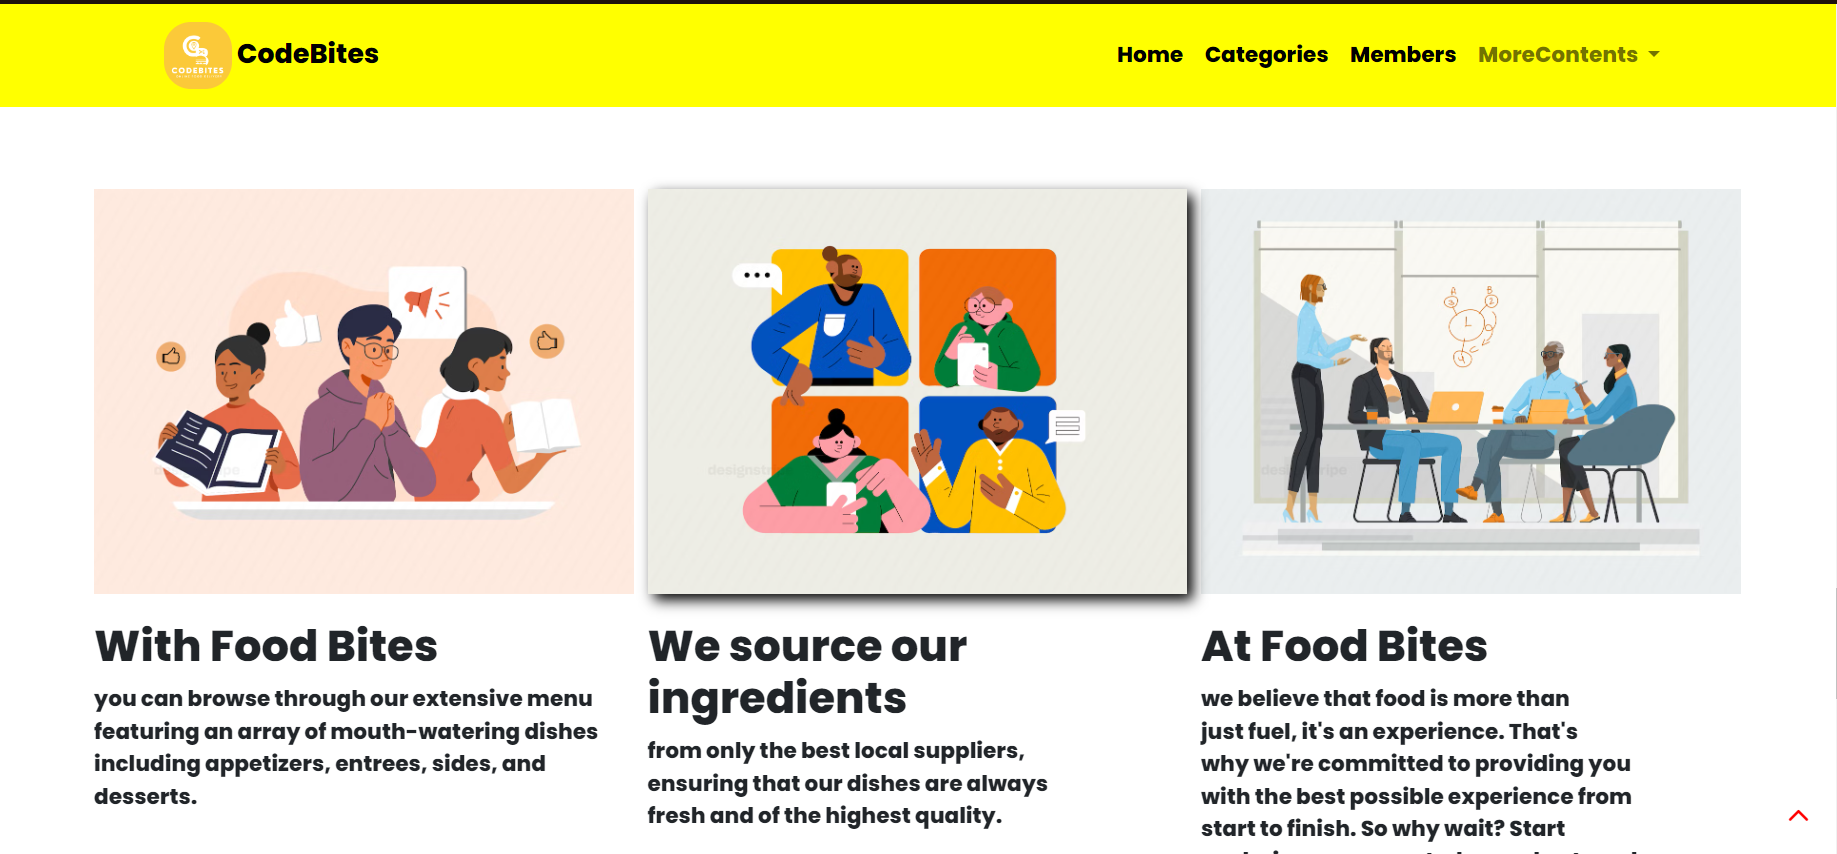 CODEBITES
CodeBites
Home Categories Members MoreContents
A B
3 2
L
4
designstripe
With Food Bites
you can browse through our extensive menu
featuring an array of mouth-watering dishes
including appetizers, entrees, sides, and
desserts.
We source our
ingredients
from only the best local suppliers,
ensuring that our dishes are always
fresh and of the highest quality.
At Food Bites
we believe that food is more than
just fuel, it's an experience. That's
why we're committed to providing you
with the best possible experience from
start to finish. So why wait? Start